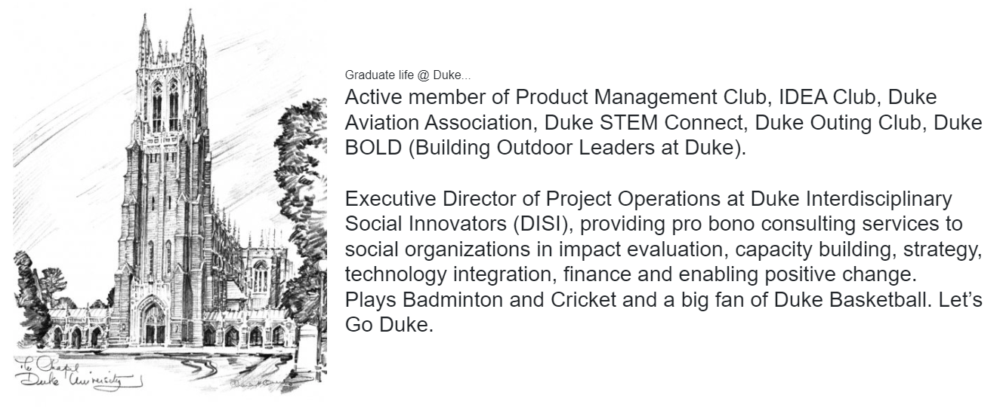 Graduate life @ Duke...
Active member of Product Management Club, IDEA Club, Duke
Aviation Association, Duke STEM Connect, Duke Outing Club, Duke
BOLD (Building Outdoor Leaders at Duke).
Executive Director of Project Operations at Duke Interdisciplinary
Social Innovators (DISI), providing pro bono consulting services to
social organizations in impact evaluation, capacity building, strategy,
technology integration, finance and enabling positive change.
Plays Badminton and Cricket and a big fan of Duke Basketball. Let’s
Go Duke.
The Chapel
Duke University